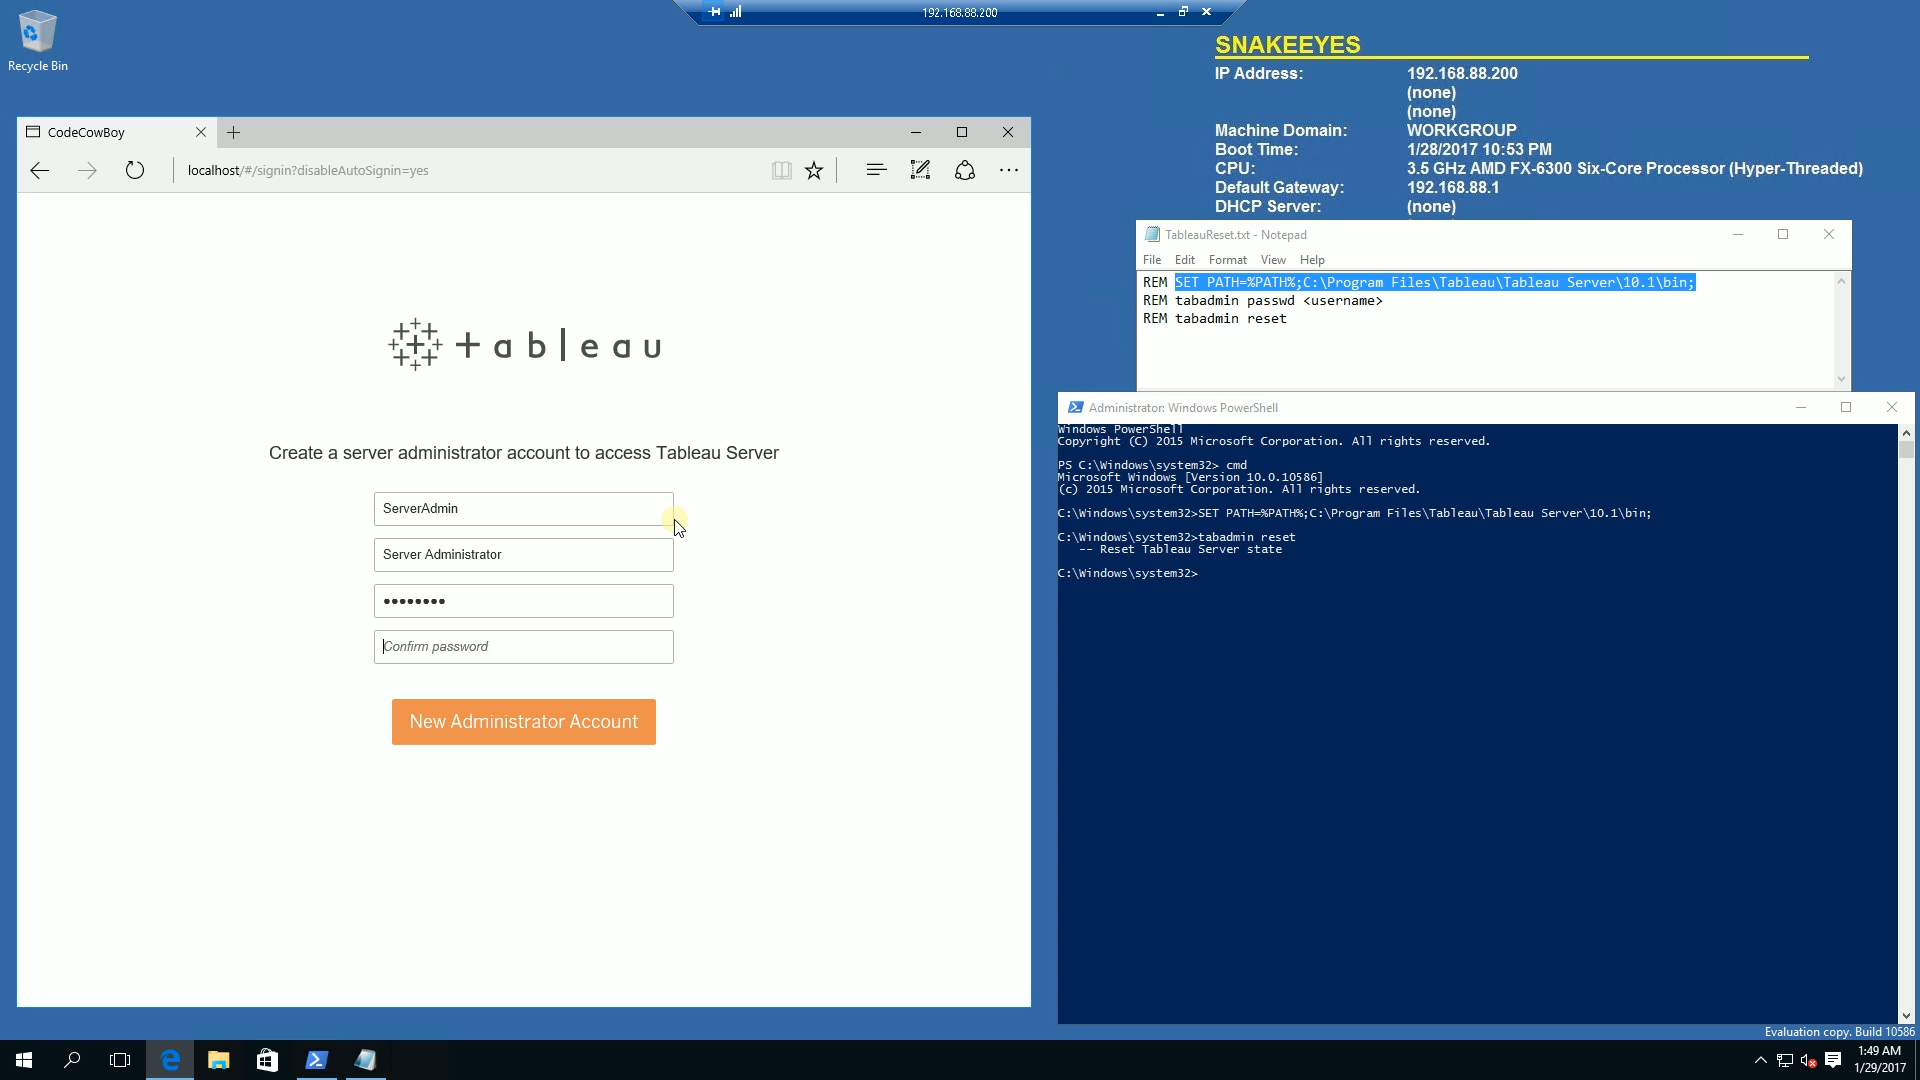 192.168.88.200
Recycle Bin
SNAKEEYES
IP Address: 192.168.88.200
(none)
(none)
Machine Domain: WORKGROUP
Boot Time: 1/28/2017 10:53 PM
CPU: 3.5 GHz AMD FX-6300 Six-Core Processor (Hyper-Threaded)
Default Gateway: 192.168.88.1
DHCP Server: (none)
CodeCowBoy
localhost/#/signin?disableAutoSignin=yes
+ableau
Create a server administrator account to access Tableau Server
ServerAdmin
Server Administrator
••••••••
Confirm password
New Administrator Account
TableauReset.txt - Notepad
File Edit Format View Help
REM SET PATH=%PATH%;C:\Program Files\Tableau\Tableau Server\10.1\bin;
REM tabadmin passwd <username>
REM tabadmin reset
Administrator: Windows PowerShell
Windows PowerShell
Copyright (C) 2015 Microsoft Corporation. All rights reserved.
PS C:\Windows\system32> cmd
Microsoft Windows [Version 10.0.10586]
(c) 2015 Microsoft Corporation. All rights reserved.
C:\Windows\system32>SET PATH=%PATH%;C:\Program Files\Tableau\Tableau Server\10.1\bin;
C:\Windows\system32>tabadmin reset
-- Reset Tableau Server state
C:\Windows\system32>
Evaluation copy. Build 10586
1:49 AM
1/29/2017